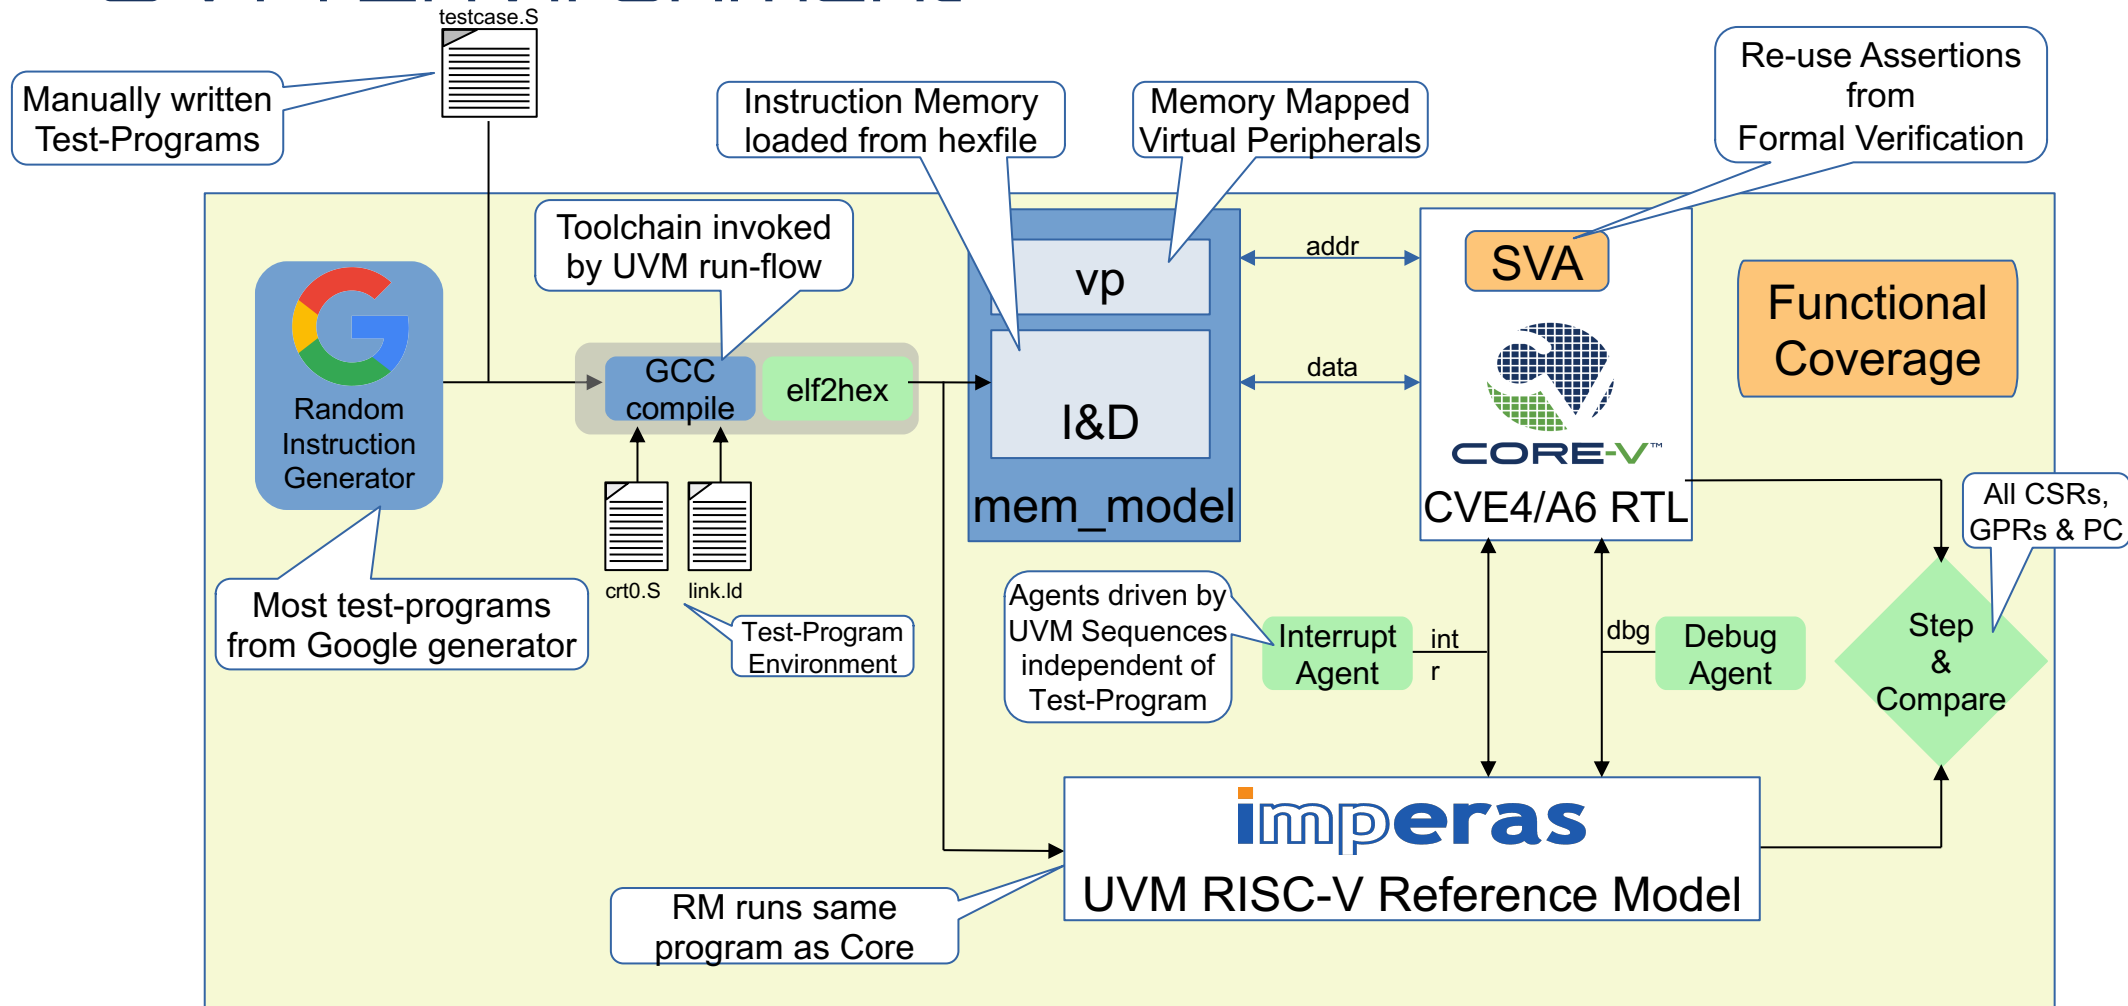 testcase.S
Manually written
Test-Programs
Instruction Memory
loaded from hexfile
Memory Mapped
Virtual Peripherals
Re-use Assertions
from
Formal Verification
Toolchain invoked
by UVM run-flow
Random
Instruction
Generator
GCC
compile
elf2hex
vp
I&D
mem_model
addr
data
SVA
CORE-V™
CVE4/A6 RTL
Functional
Coverage
All CSRs,
GPRs & PC
crt0.S
link.ld
Most test-programs
from Google generator
Test-Program
Environment
Agents driven by
UVM Sequences
independent of
Test-Program
Interrupt
Agent
int
r
dbg
Debug
Agent
Step
&
Compare
imperas
UVM RISC-V Reference Model
RM runs same
program as Core